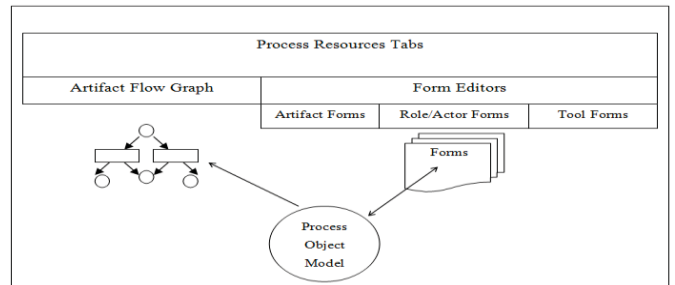 Process Resources Tabs
Artifact Flow Graph
Form Editors
Artifact Forms
Role/Actor Forms
Tool Forms
Forms
Process
Object
Model